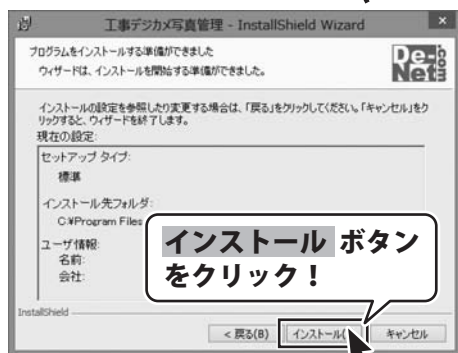 工事デジカメ写真管理 - InstallShield Wizard
プログラムをインストールする準備ができました
ウィザードは、インストールを開始する準備ができました。
De-Net
インストールの設定を参照したり変更する場合は、「戻る」をクリックしてください。「キャンセル」をク
リックすると、ウィザードを終了します。
現在の設定:
セットアップ タイプ:
標準
インストール先フォルダ:
C:¥Program Files
ユーザ情報:
名前:
会社:
インストール ボタン
をクリック！
InstallShield
< 戻る(B)
インストール(
キャンセル